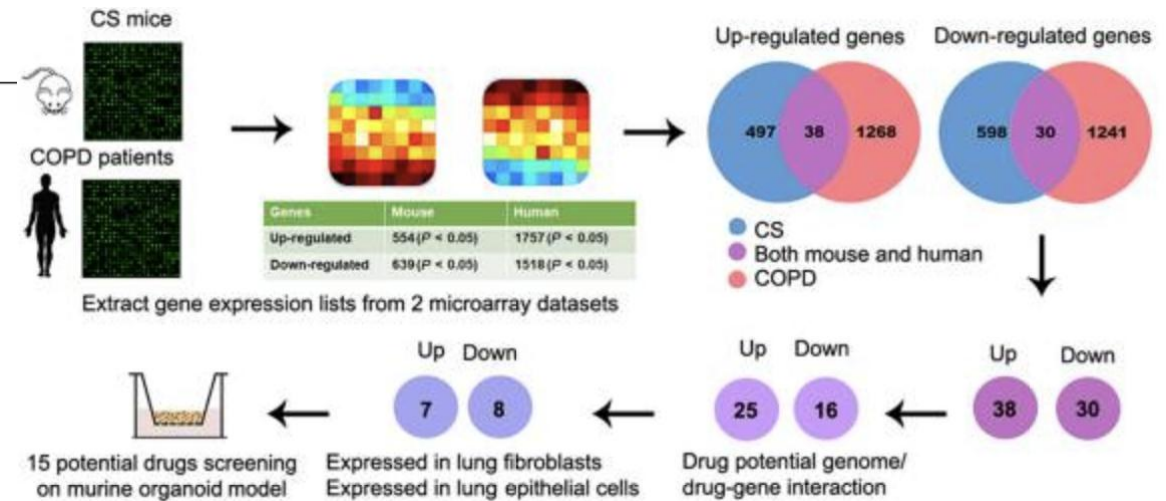 CS mice
COPD patients
Genes Mouse Human
Up-regulated 554 (P < 0.05) 1757 (P < 0.05)
Down-regulated 639 (P < 0.05) 1518 (P < 0.05)
Extract gene expression lists from 2 microarray datasets
Up-regulated genes
497 38 1268
Down-regulated genes
598 30 1241
CS
Both mouse and human
COPD
Up Down
38 30
Up Down
25 16
Drug potential genome/
drug-gene interaction
Up Down
7 8
Expressed in lung fibroblasts
Expressed in lung epithelial cells
15 potential drugs screening
on murine organoid model